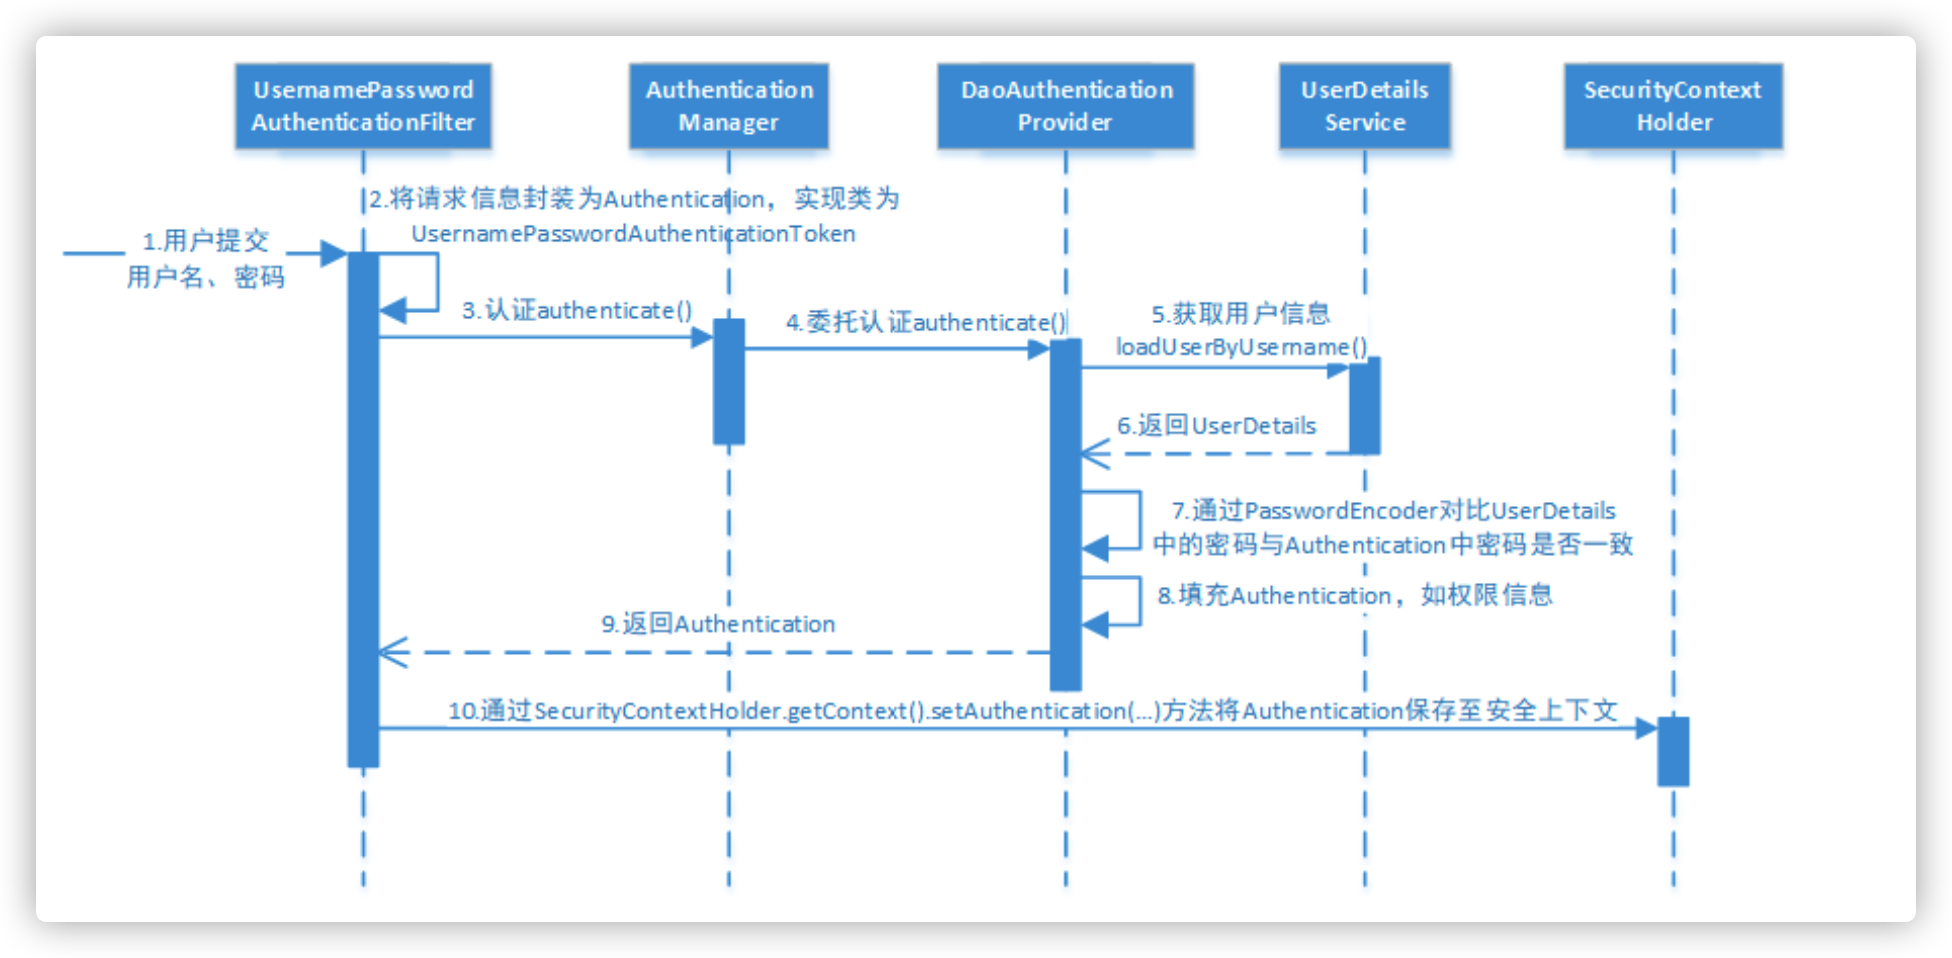 UsernamePassword
AuthenticationFilter
Authentication
Manager
DaoAuthentication
Provider
UserDetails
Service
SecurityContext
Holder
2.将请求信息封装为Authentication，实现类为
UsernamePasswordAuthenticationToken
1.用户提交
用户名、密码
3.认证authenticate()
4.委托认证authenticate()
5.获取用户信息
loadUserByUsername()
6.返回UserDetails
7.通过PasswordEncoder对比UserDetails
中的密码与Authentication中密码是否一致
8.填充Authentication，如权限信息
9.返回Authentication
10.通过SecurityContextHolder.getContext().setAuthentication(...)方法将Authentication保存至安全上下文